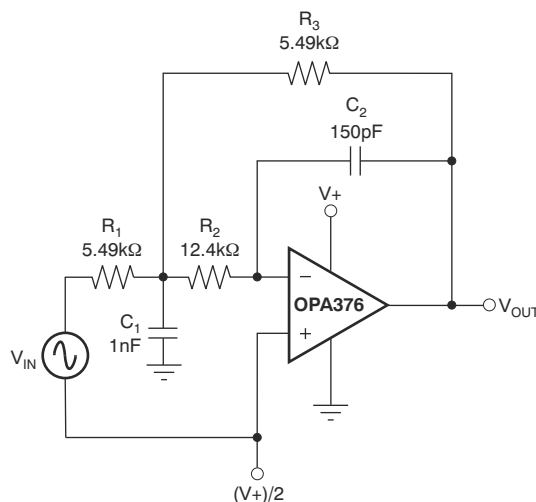 R3
5.49kΩ
C2
150pF
V+
R1
5.49kΩ
R2
12.4kΩ
−
OPA376
+
VOUT
C1
1nF
VIN
(V+)/2